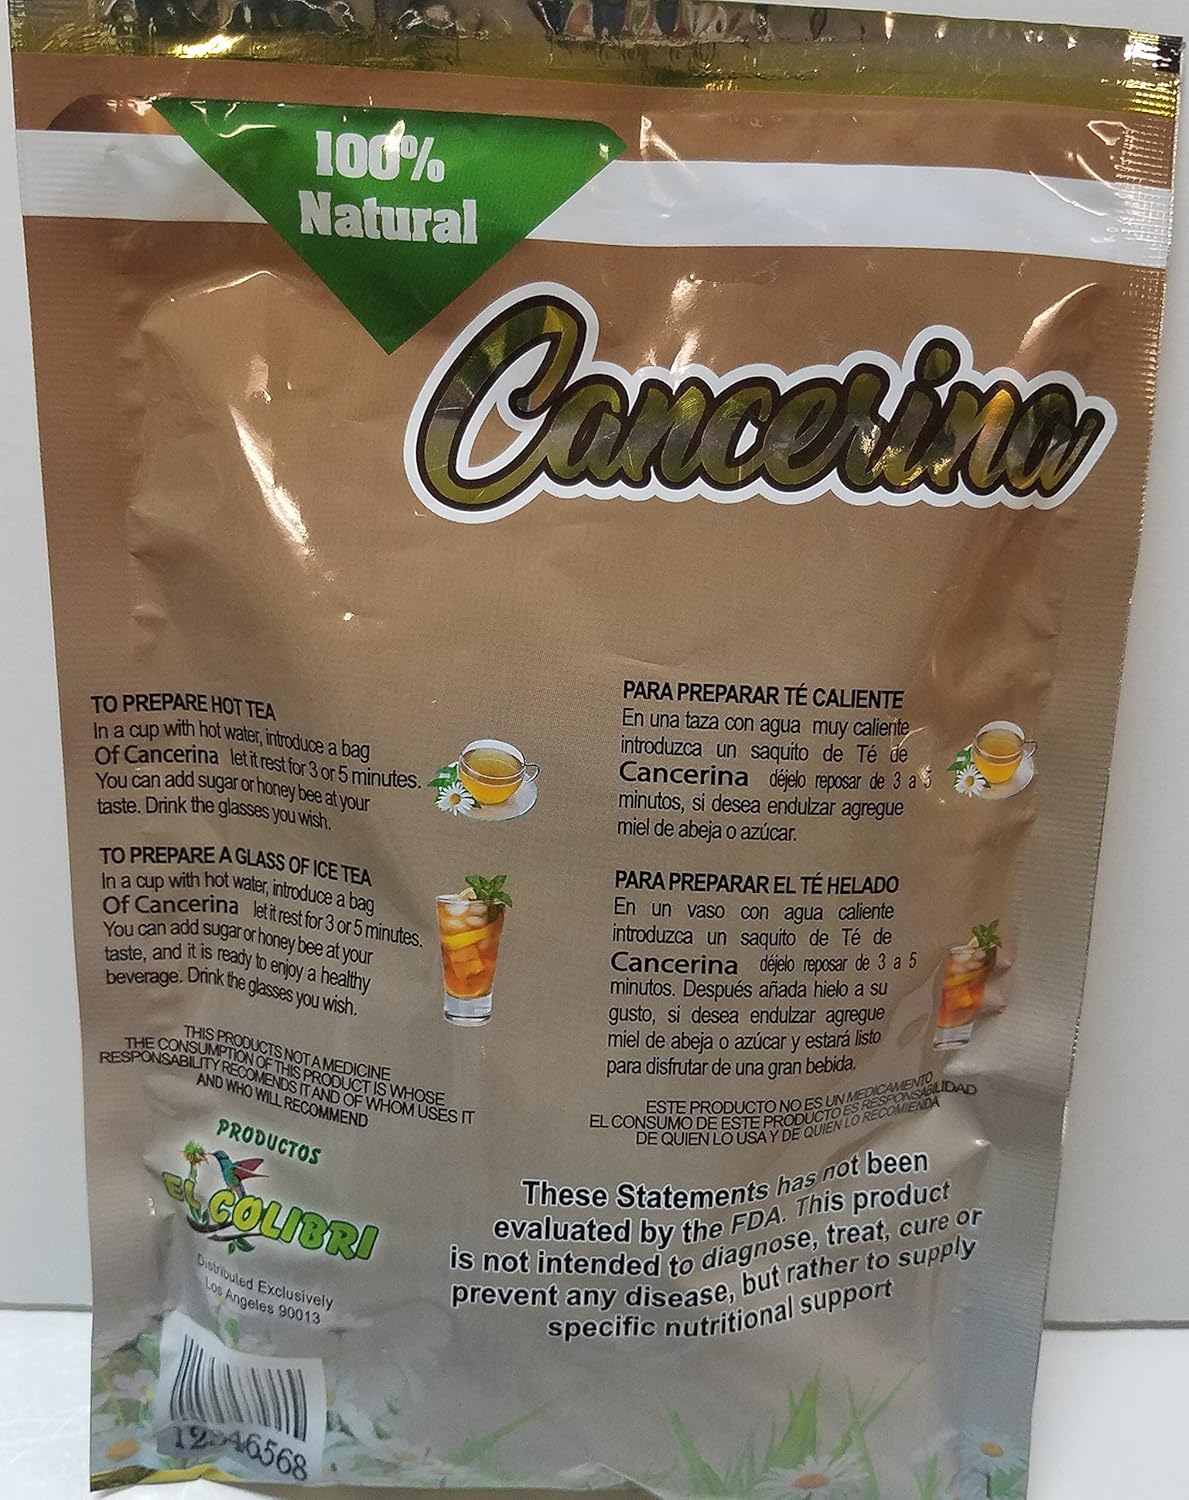 100%
Natural
Cancerina
TO PREPARE HOT TEA
In a cup with hot water, introduce a bag
Of Cancerina let it rest for 3 or 5 minutes.
You can add sugar or honey bee at your
taste. Drink the glasses you wish.
TO PREPARE A GLASS OF ICE TEA
In a cup with hot water, introduce a bag
Of Cancerina let it rest for 3 or 5 minutes.
You can add sugar or honey bee at your
taste, and it is ready to enjoy a healthy
beverage. Drink the glasses you wish.
THIS PRODUCTS NOT A MEDICINE
THE CONSUMPTION OF THIS PRODUCT IS WHOSE
RESPONSABILITY RECOMENDS IT AND OF WHOM USES IT
AND WHO WILL RECOMMEND
PARA PREPARAR TÉ CALIENTE
En una taza con agua muy caliente
introduzca un saquito de Té de
Cancerina déjelo reposar de 3 a 5
minutos, si desea endulzar agregue
miel de abeja o azúcar.
PARA PREPARAR EL TÉ HELADO
En un vaso con agua caliente
introduzca un saquito de Té de
Cancerina déjelo reposar de 3 a 5
minutos. Después añada hielo a su
gusto, si desea endulzar agregue
miel de abeja o azúcar y estará listo
para disfrutar de una gran bebida.
ESTE PRODUCTO NO ES UN MEDICAMENTO
EL CONSUMO DE ESTE PRODUCTO ES RESPONSABILIDAD
DE QUIEN LO USA Y DE QUIEN LO RECOMIENDA
PRODUCTOS
EL COLIBRI
Distributed Exclusively
Los Angeles 90013
These Statements has not been
evaluated by the FDA. This product
is not intended to diagnose, treat, cure or
prevent any disease, but rather to supply
specific nutritional support